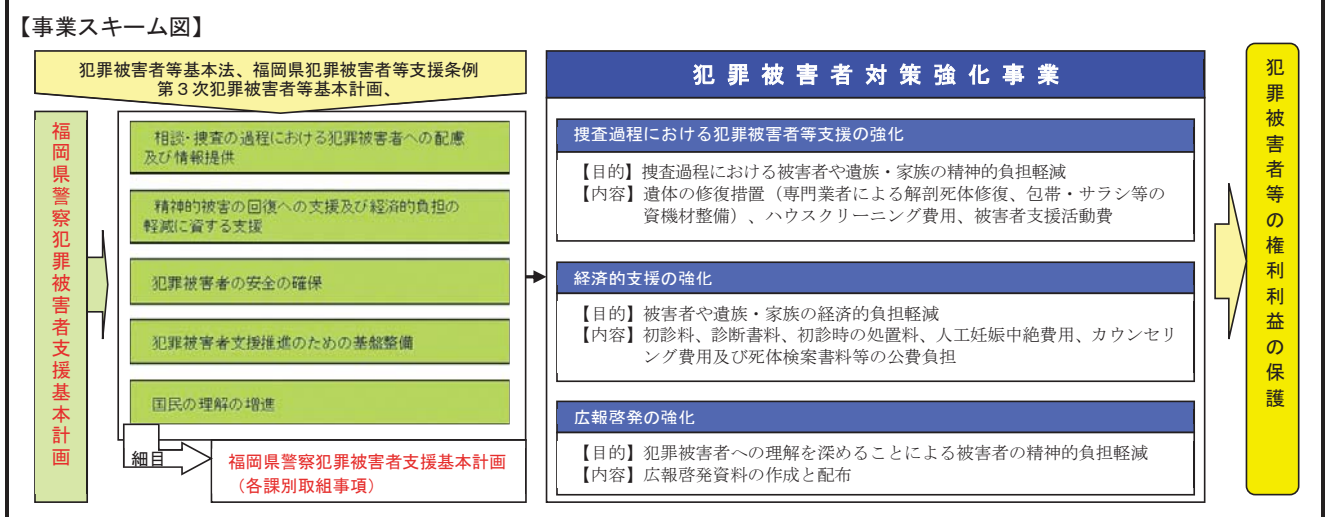 【事業スキーム図】
犯罪被害者等基本法、福岡県犯罪被害者等支援条例
第3次犯罪被害者等基本計画、
福岡県警察犯罪被害者支援基本計画
相談・捜査の過程における犯罪被害者への配慮
及び情報提供
精神的被害の回復への支援及び経済的負担の
軽減に資する支援
犯罪被害者の安全の確保
犯罪被害者支援推進のための基盤整備
国民の理解の増進
細目
福岡県警察犯罪被害者支援基本計画
（各課別取組事項）
犯罪被害者対策強化事業
捜査過程における犯罪被害者等支援の強化
【目的】捜査過程における被害者や遺族・家族の精神的負担軽減
【内容】遺体の修復措置（専門業者による解剖死体修復、包帯・サラシ等の
資機材整備）、ハウスクリーニング費用、被害者支援活動費
経済的支援の強化
【目的】被害者や遺族・家族の経済的負担軽減
【内容】初診料、診断書料、初診時の処置料、人工妊娠中絶費用、カウンセリ
ング費用及び死体検案書料等の公費負担
広報啓発の強化
【目的】犯罪被害者への理解を深めることによる被害者の精神的負担軽減
【内容】広報啓発資料の作成と配布
犯罪被害者等の権利利益の保護